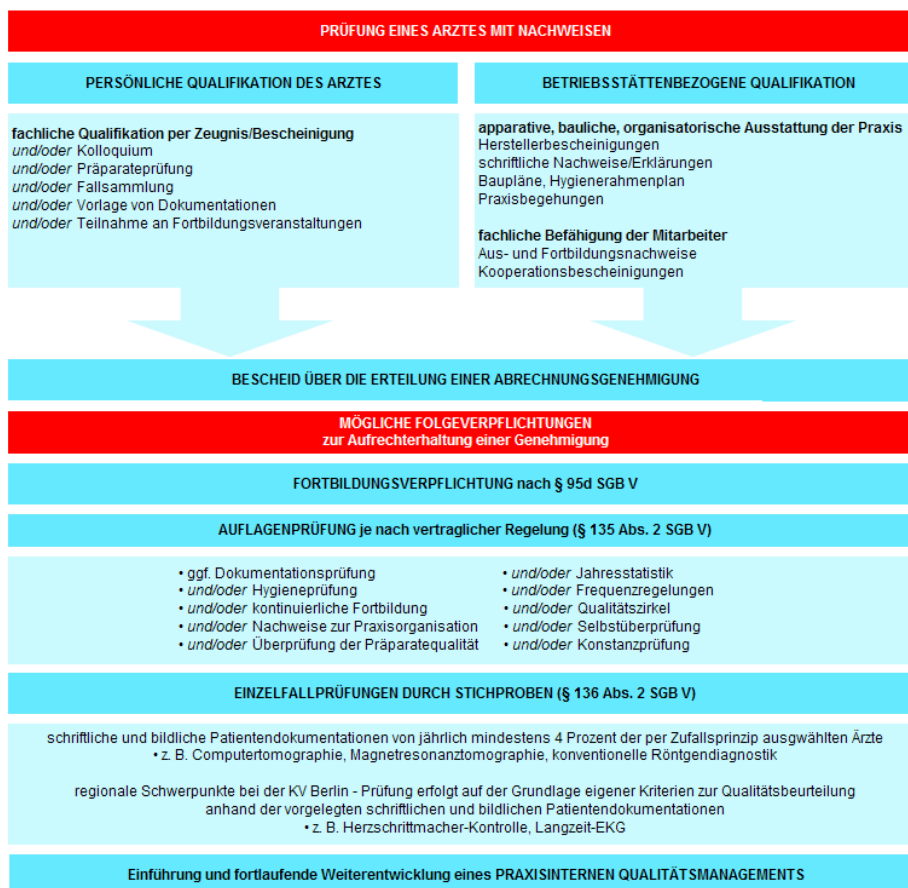 PRÜFUNG EINES ARZTES MIT NACHWEISEN
PERSÖNLICHE QUALIFIKATION DES ARZTES
fachliche Qualifikation per Zeugnis/Bescheinigung
und/oder Kolloquium
und/oder Präparateprüfung
und/oder Fallsammlung
und/oder Vorlage von Dokumentationen
und/oder Teilnahme an Fortbildungsveranstaltungen
BETRIEBSSTÄTTENBEZOGENE QUALIFIKATION
apparative, bauliche, organisatorische Ausstattung der Praxis
Herstellerbescheinigungen
schriftliche Nachweise/Erklärungen
Baupläne, Hygienerahmenplan
Praxisbegehungen
fachliche Befähigung der Mitarbeiter
Aus- und Fortbildungsnachweise
Kooperationsbescheinigungen
BESCHEID ÜBER DIE ERTEILUNG EINER ABRECHNUNGSGENEHMIGUNG
MÖGLICHE FOLGEVERPFLICHTUNGEN
zur Aufrechterhaltung einer Genehmigung
FORTBILDUNGSVERPFLICHTUNG nach § 95d SGB V
AUFLAGENPRÜFUNG je nach vertraglicher Regelung (§ 135 Abs. 2 SGB V)
• ggf. Dokumentationsprüfung
• und/oder Hygieneprüfung
• und/oder kontinuierliche Fortbildung
• und/oder Nachweise zur Praxisorganisation
• und/oder Überprüfung der Präparatequalität
• und/oder Jahresstatistik
• und/oder Frequenzregelungen
• und/oder Qualitätszirkel
• und/oder Selbstüberprüfung
• und/oder Konstanzprüfung
EINZELFALLPRÜFUNGEN DURCH STICHPROBEN (§ 136 Abs. 2 SGB V)
schriftliche und bildliche Patientendokumentationen von jährlich mindestens 4 Prozent der per Zufallsprinzip ausgwählten Ärzte
• z. B. Computertomographie, Magnetresonanztomographie, konventionelle Röntgendiagnostik
regionale Schwerpunkte bei der KV Berlin - Prüfung erfolgt auf der Grundlage eigener Kriterien zur Qualitätsbeurteilung
anhand der vorgelegten schriftlichen und bildlichen Patientendokumentationen
• z. B. Herzschrittmacher-Kontrolle, Langzeit-EKG
Einführung und fortlaufende Weiterentwicklung eines PRAXISINTERNEN QUALITÄTSMANAGEMENTS